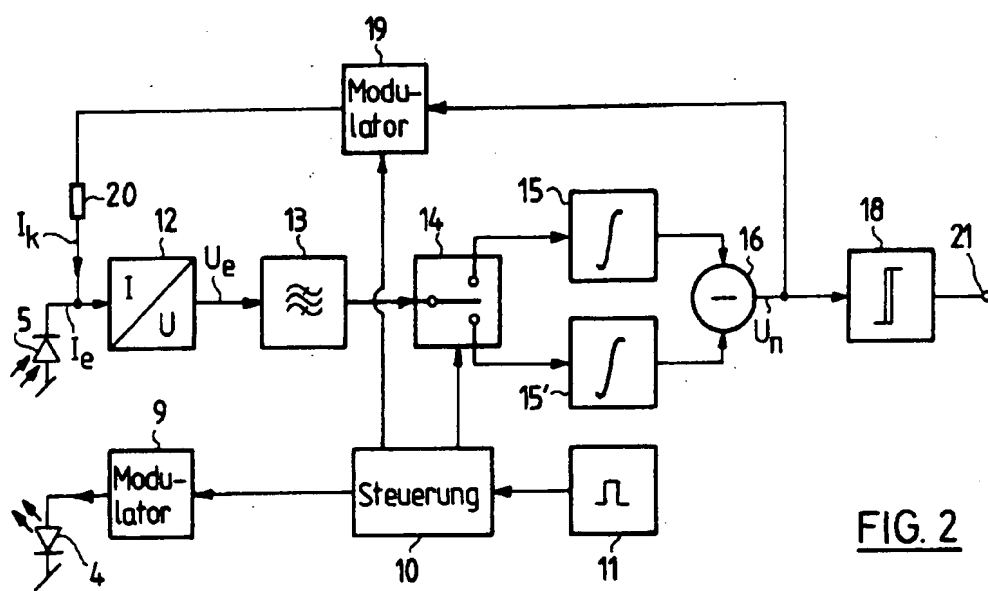 19
Modu-
lator
20
I_k
12
I
U
U_e
13
14
15
16
18
21
5
I_e
U_n
15'
9
Modu-
lator
Steuerung
4
10
11
FIG. 2